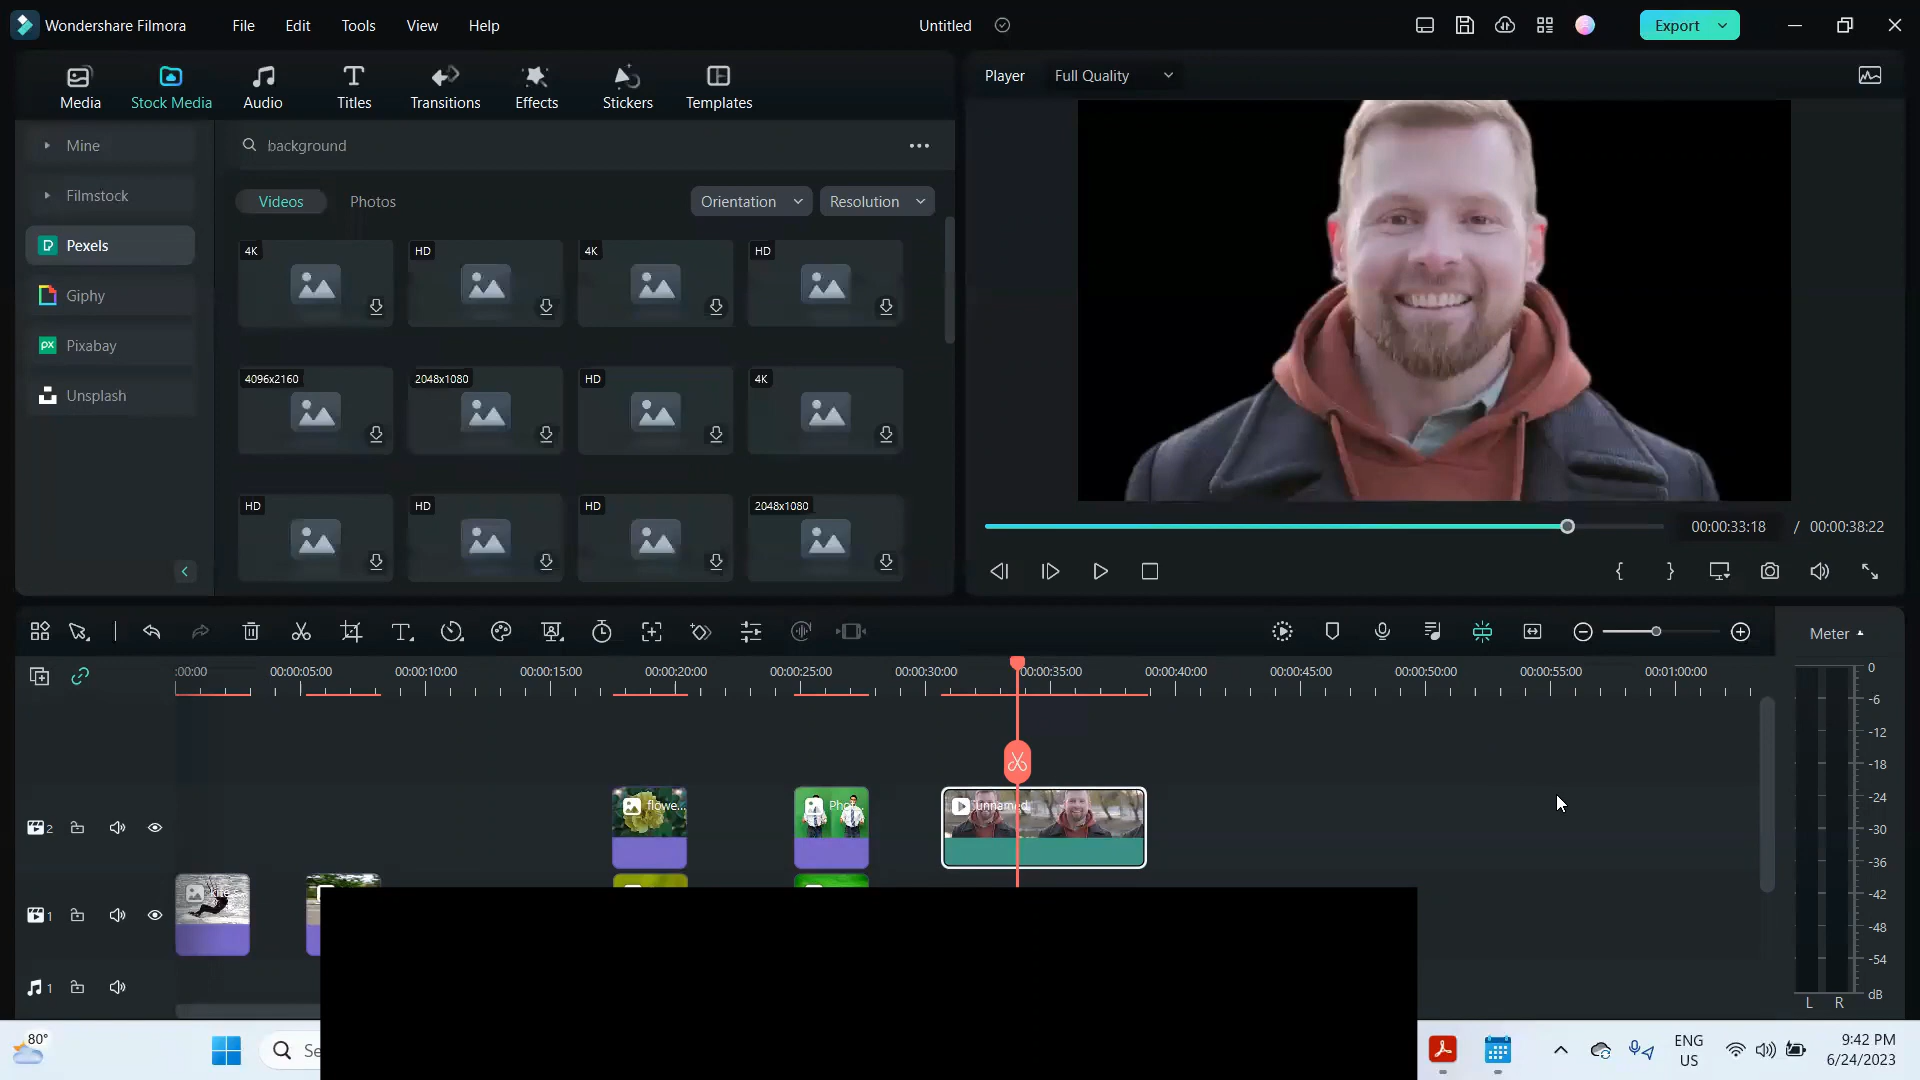 Wondershare Filmora File Edit Tools View Help Untitled Export
Media Stock Media Audio Titles Transitions Effects Stickers Templates
Player Full Quality
Mine
Filmstock
Pexels
Giphy
Pixabay
Unsplash
background
Videos Photos Orientation Resolution
4K HD 4K HD
4096x2160 2048x1080 HD 4K
HD HD HD 2048x1080
00:00:33:18 / 00:00:38:22
Meter
:00:00 00:00:05:00 00:00:10:00 00:00:15:00 00:00:20:00 00:00:25:00 00:00:30:00 00:00:35:00 00:00:40:00 00:00:45:00 00:00:50:00 00:00:55:00 00:01:00:00
0
-6
-12
-18
-24
-30
-36
-42
-48
-54
dB
L R
2
flowe... Pho... unnamed
1
1
80°
Se
ENG
US
9:42 PM
6/24/2023